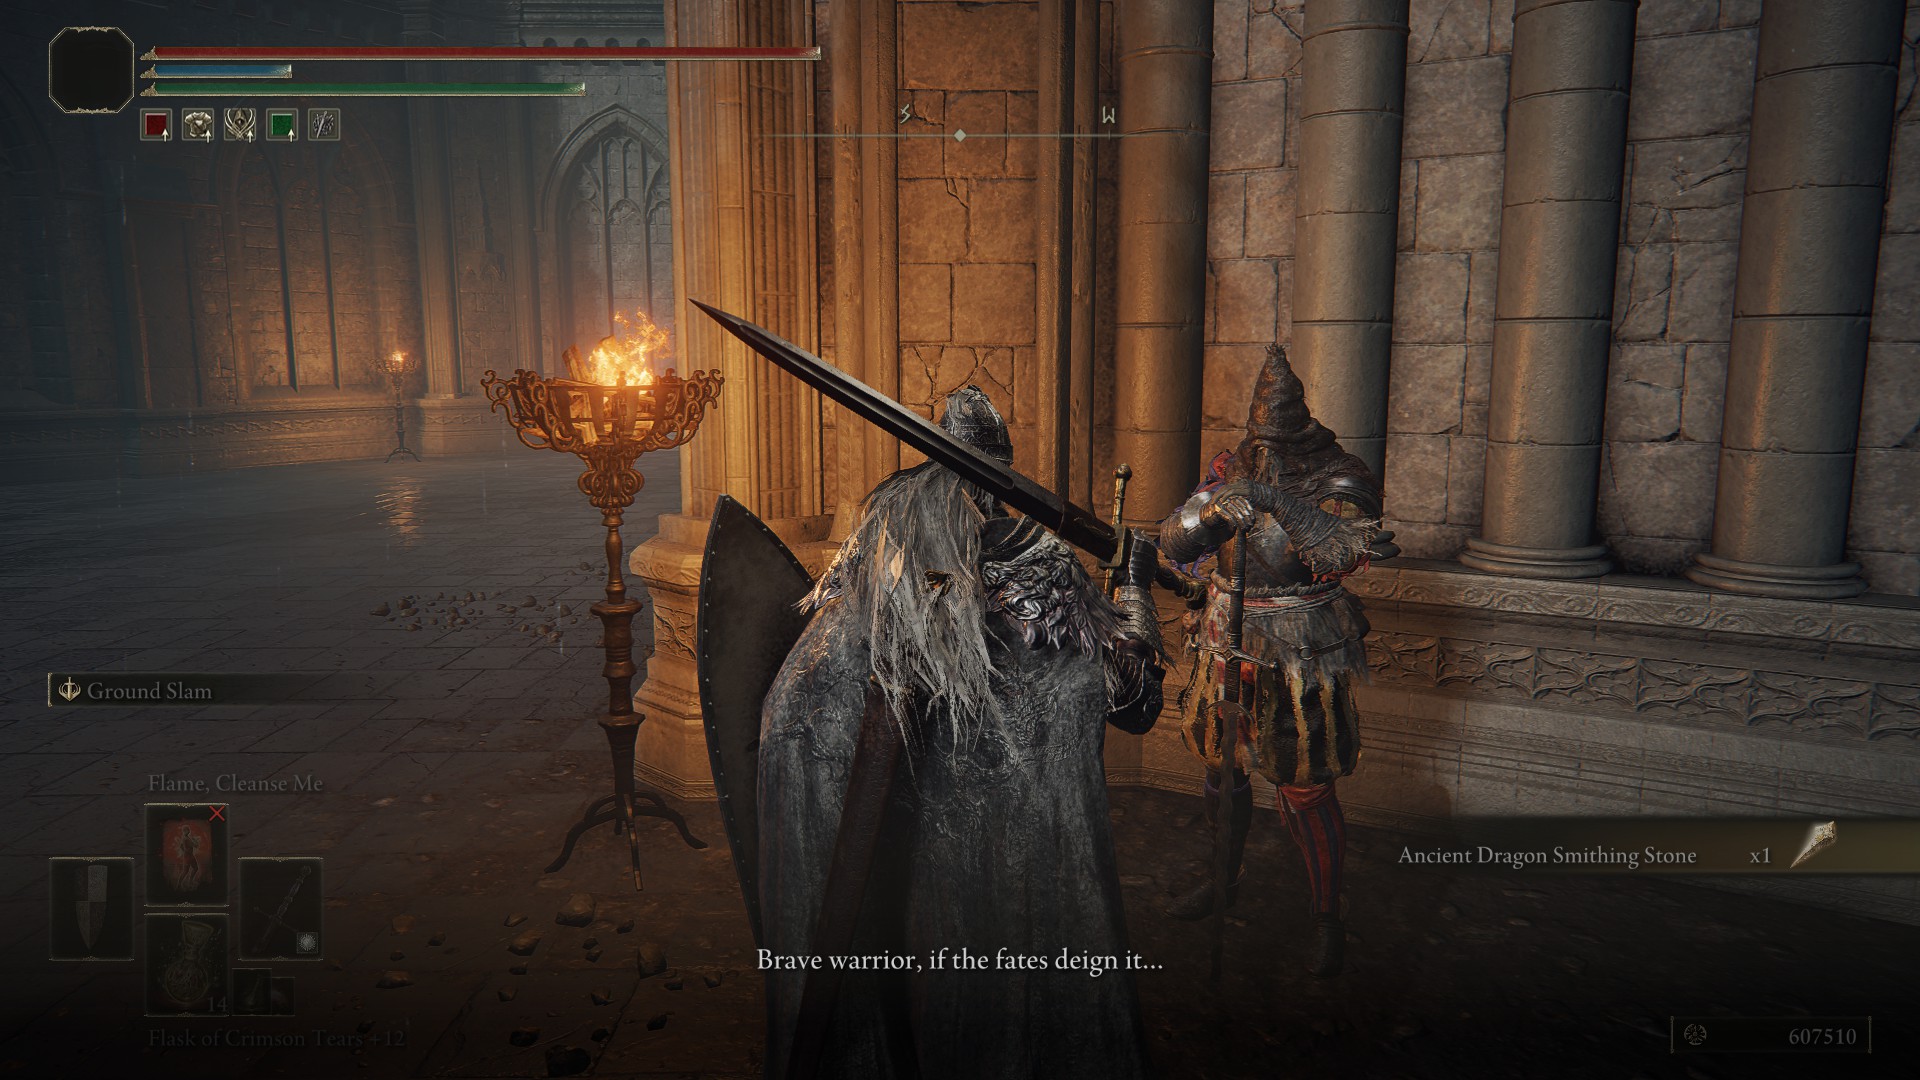 S
W
Ground Slam
Flame, Cleanse Me
Ancient Dragon Smithing Stone x1
Brave warrior, if the fates deign it...
14
Flask of Crimson Tears +12
607510